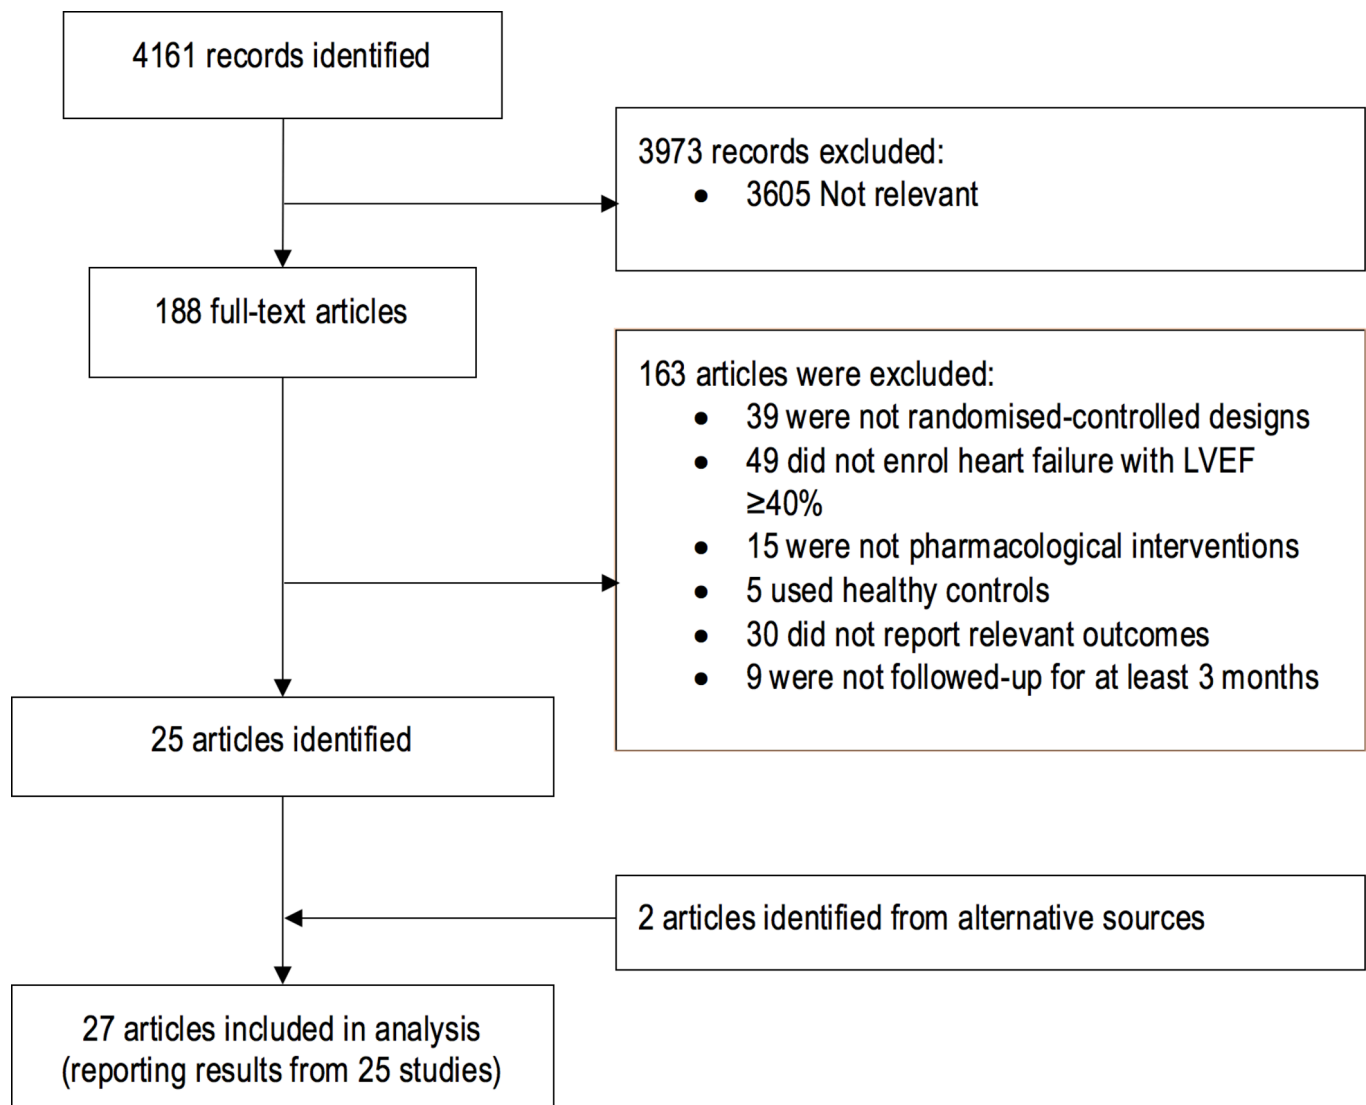 4161 records identified
3973 records excluded:
• 3605 Not relevant
188 full-text articles
163 articles were excluded:
• 39 were not randomised-controlled designs
• 49 did not enrol heart failure with LVEF
≥40%
• 15 were not pharmacological interventions
• 5 used healthy controls
• 30 did not report relevant outcomes
• 9 were not followed-up for at least 3 months
25 articles identified
2 articles identified from alternative sources
27 articles included in analysis
(reporting results from 25 studies)